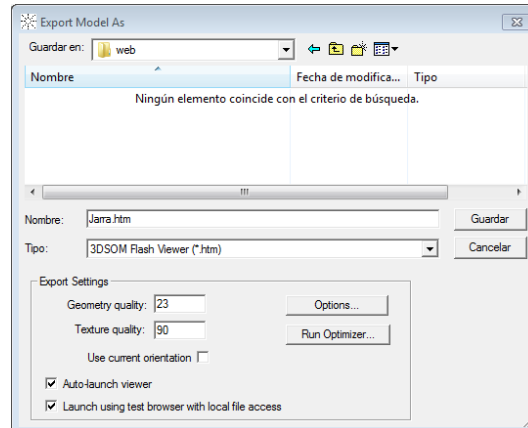 Export Model As
Guardar en: web
Nombre Fecha de modifica... Tipo
Ningún elemento coincide con el criterio de búsqueda.
Nombre: Jarra.htm Guardar
Tipo: 3DSOM Flash Viewer (*.htm) Cancelar
Export Settings
Geometry quality: 23 Options...
Texture quality: 90 Run Optimizer...
Use current orientation
Auto-launch viewer
Launch using test browser with local file access